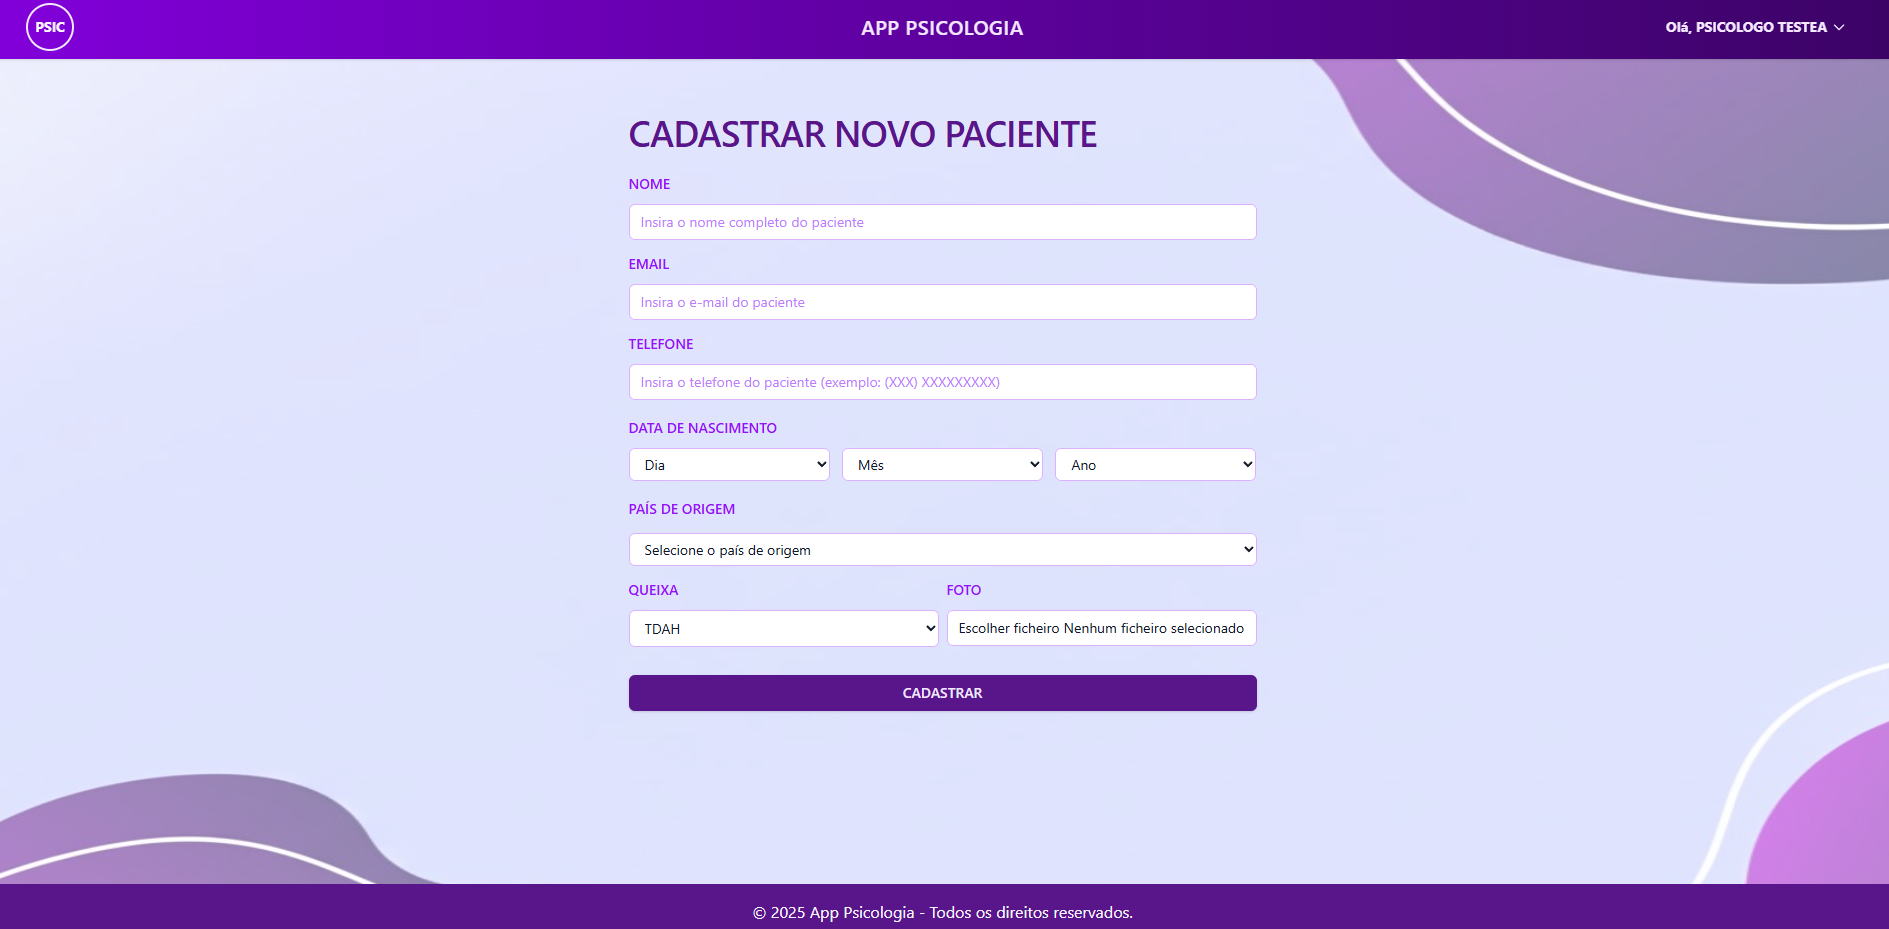 PSIC
APP PSICOLOGIA
Olá, PSICOLOGO TESTEA
CADASTRAR NOVO PACIENTE
NOME
Insira o nome completo do paciente
EMAIL
Insira o e-mail do paciente
TELEFONE
Insira o telefone do paciente (exemplo: (XXX) XXXXXXXXX)
DATA DE NASCIMENTO
Dia Mês Ano
PAÍS DE ORIGEM
Selecione o país de origem
QUEIXA FOTO
TDAH Escolher ficheiro Nenhum ficheiro selecionado
CADASTRAR
© 2025 App Psicologia - Todos os direitos reservados.